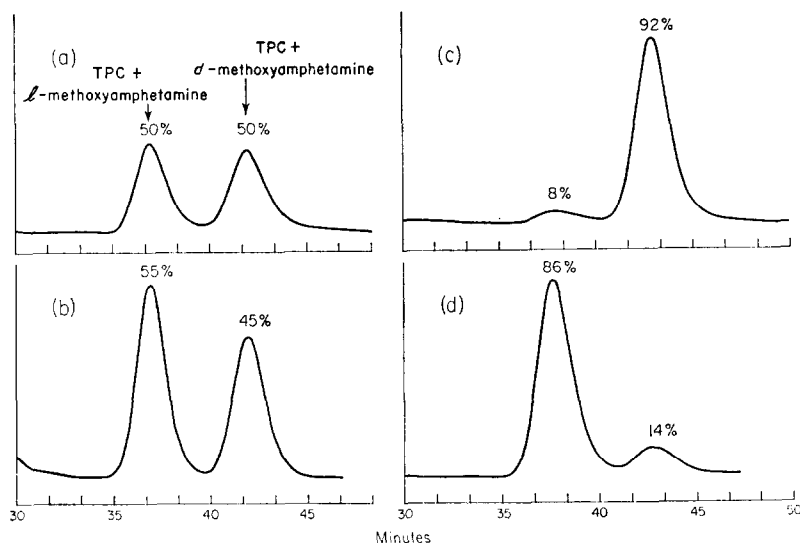 (a)
TPC +
ℓ-methoxyamphetamine
50%
TPC +
d-methoxyamphetamine
50%
(c)
8%
92%
(b)
55%
45%
30 35 40 45
(d)
86%
14%
30 40 45 50
Minutes